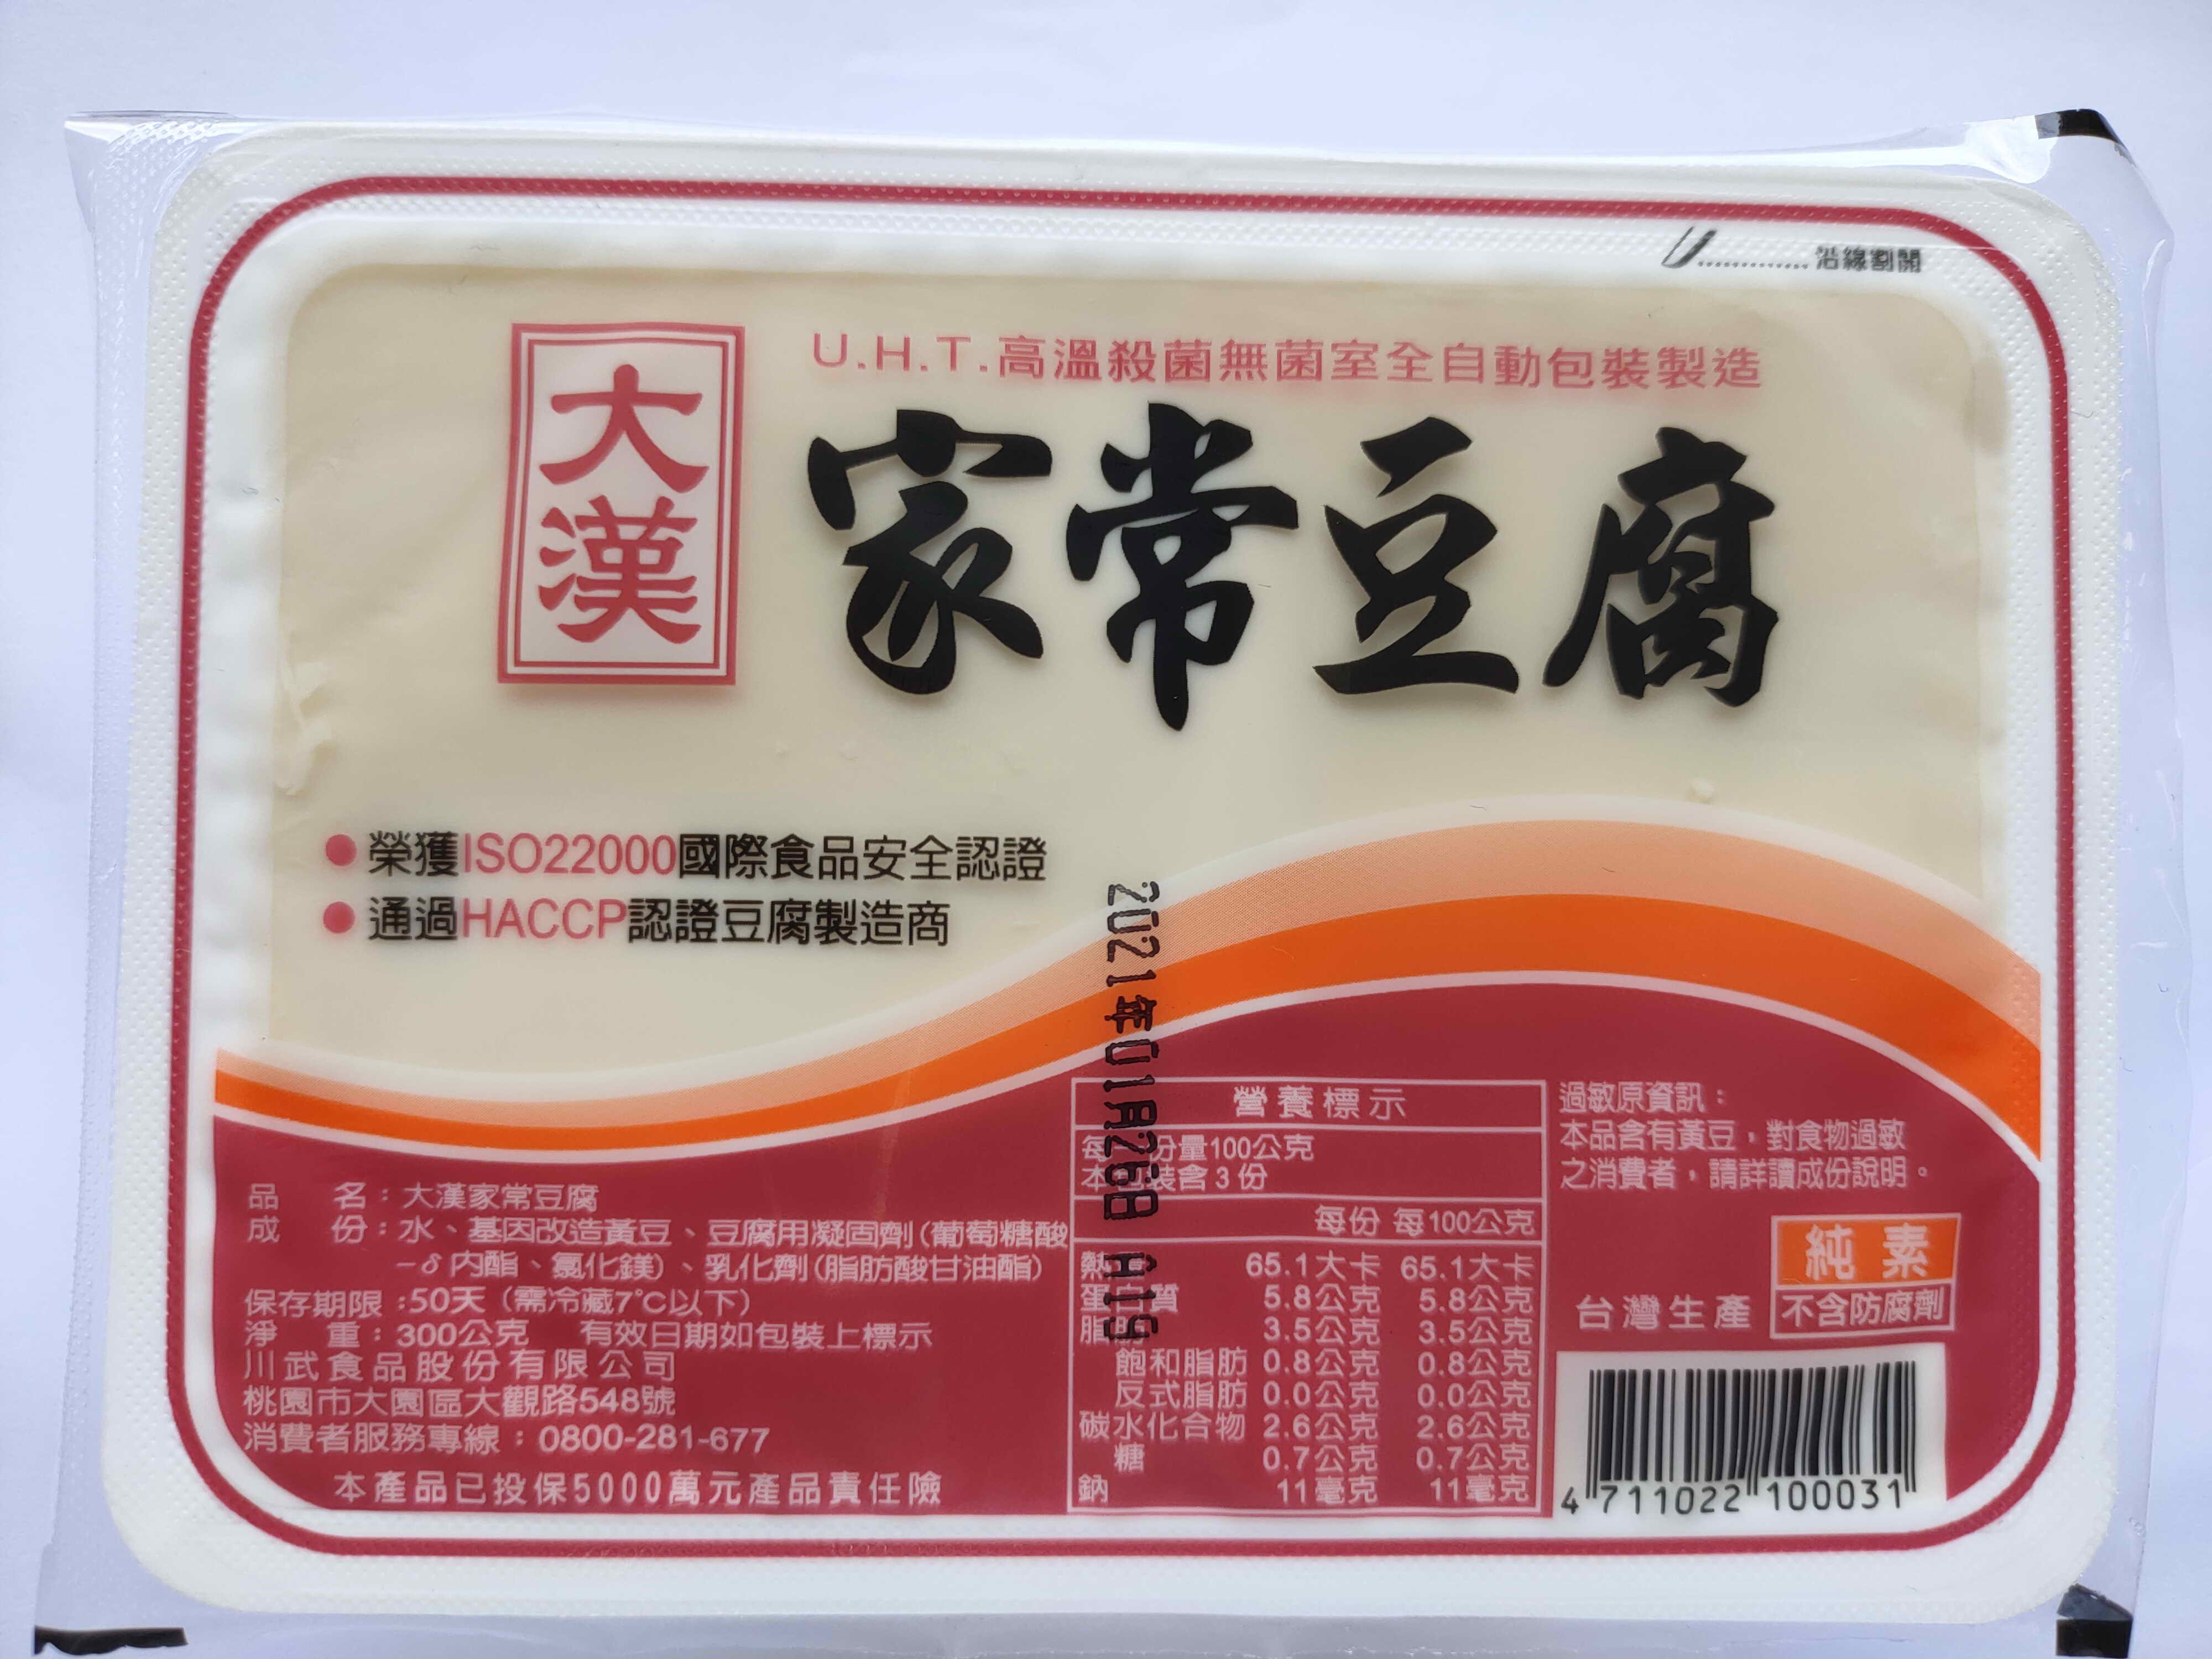 沿線割開
U.H.T.高溫殺菌無菌室全自動包裝製造
大漢
家常豆腐
榮獲ISO22000國際食品安全認證
通過HACCP認證豆腐製造商
2021年01月26日 A19
品 名：大漢家常豆腐
成 份：水、基因改造黃豆、豆腐用凝固劑(葡萄糖酸
-δ內酯、氯化鎂)、乳化劑(脂肪酸甘油酯)
保存期限:50天(需冷藏7°C以下)
淨 重：300公克 有效日期如包裝上標示
川武食品股份有限公司
桃園市大園區大觀路548號
消費者服務專線：0800-281-677
本產品已投保5000萬元產品責任險
營養標示
每 份量100公克
本 裝含3份
每份 每100公克
熱 65.1大卡 65.1大卡
蛋 質 5.8公克 5.8公克
脂 3.5公克 3.5公克
飽和脂肪 0.8公克 0.8公克
反式脂肪 0.0公克 0.0公克
碳水化合物 2.6公克 2.6公克
糖 0.7公克 0.7公克
鈉 11毫克 11毫克
過敏原資訊：
本品含有黃豆，對食物過敏
之消費者，請詳讀成份說明。
純素
台灣生產 不含防腐劑
4 711022 100031